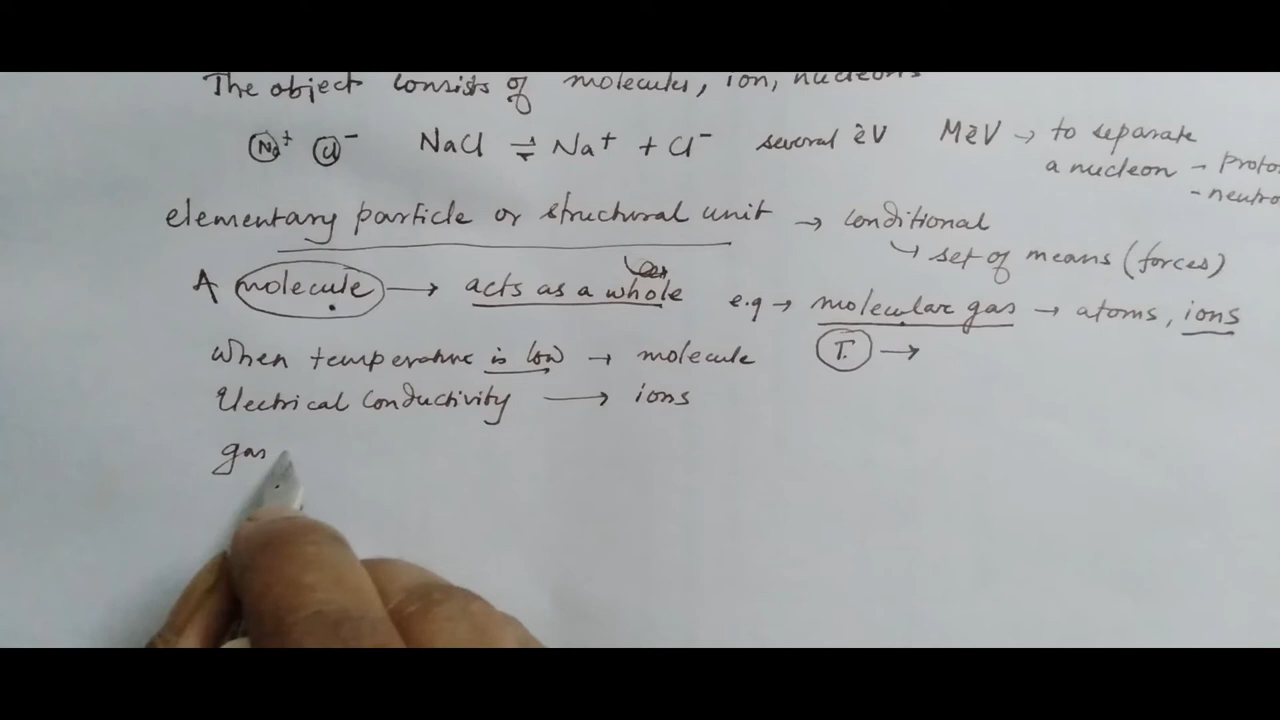 The object consists of molecules, ion, nucleons
Na+ Cl- NaCl ⇌ Na+ + Cl- several eV MeV → to separate
a nucleon - proto
- neutro
elementary particle or structural unit → conditional
↳ set of means (forces)
A molecule → acts as a whole e.g → molecular gas → atoms, ions
When temperature is low → molecule T. →
Electrical Conductivity → ions
gas